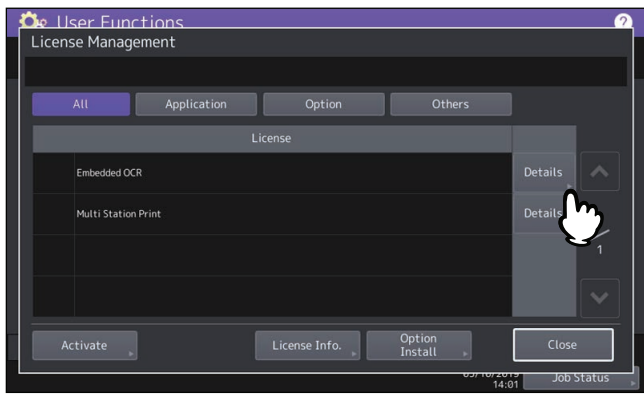 User Functions
?
License Management
All Application Option Others
License
Embedded OCR Details
Multi Station Print Details
1
Activate License Info. Option Install Close
14:01 Job Status